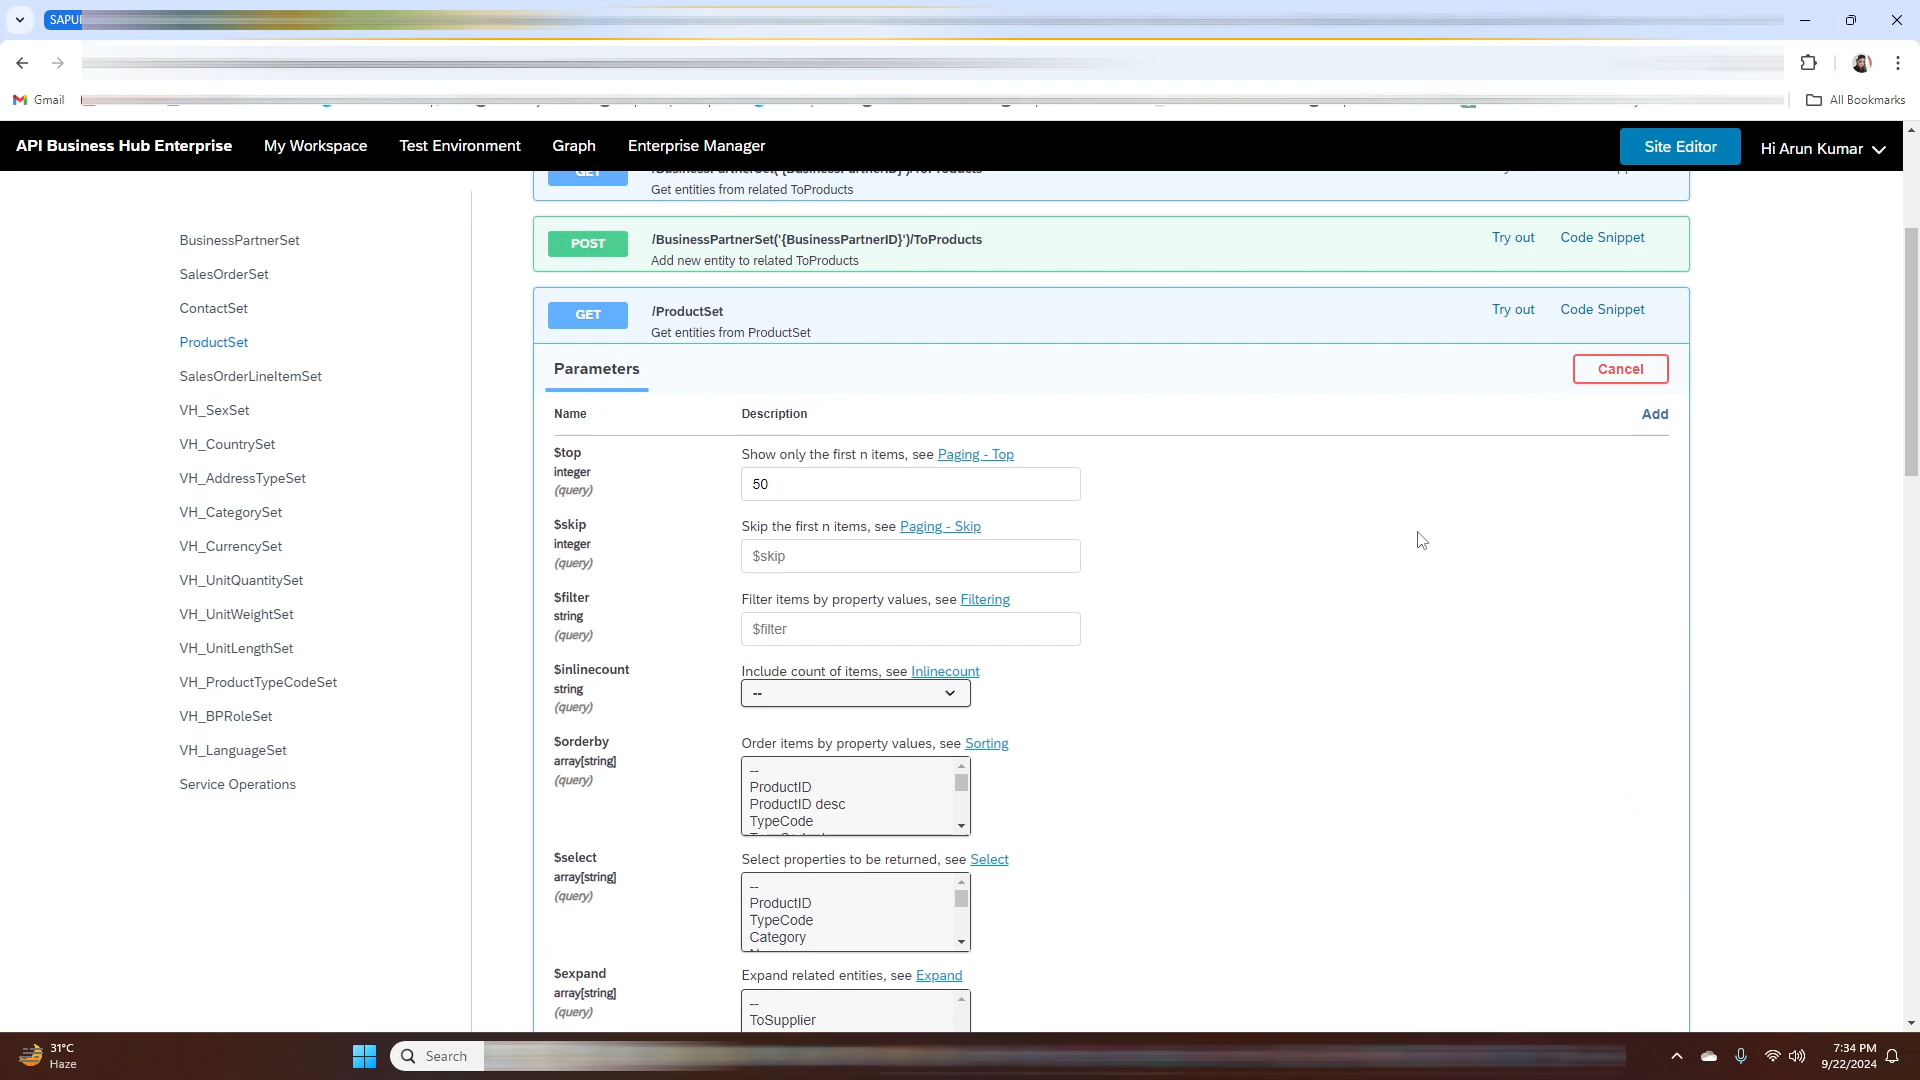 SAPUI
Gmail
All Bookmarks
API Business Hub Enterprise My Workspace Test Environment Graph Enterprise Manager Site Editor Hi Arun Kumar
GET
Get entities from related ToProducts
POST /BusinessPartnerSet('{BusinessPartnerID}')/ToProducts Try out Code Snippet
Add new entity to related ToProducts
GET /ProductSet Try out Code Snippet
Get entities from ProductSet
Parameters Cancel
Name Description Add
$top Show only the first n items, see Paging - Top
integer 50
(query)
$skip Skip the first n items, see Paging - Skip
integer $skip
(query)
$filter Filter items by property values, see Filtering
string $filter
(query)
$inlinecount Include count of items, see Inlinecount
string --
(query)
$orderby Order items by property values, see Sorting
array[string] --
(query) ProductID
ProductID desc
TypeCode
$select Select properties to be returned, see Select
array[string] --
(query) ProductID
TypeCode
Category
$expand Expand related entities, see Expand
array[string] --
(query) ToSupplier
BusinessPartnerSet
SalesOrderSet
ContactSet
ProductSet
SalesOrderLineItemSet
VH_SexSet
VH_CountrySet
VH_AddressTypeSet
VH_CategorySet
VH_CurrencySet
VH_UnitQuantitySet
VH_UnitWeightSet
VH_UnitLengthSet
VH_ProductTypeCodeSet
VH_BPRoleSet
VH_LanguageSet
Service Operations
31°C
Haze
Search
7:34 PM
9/22/2024